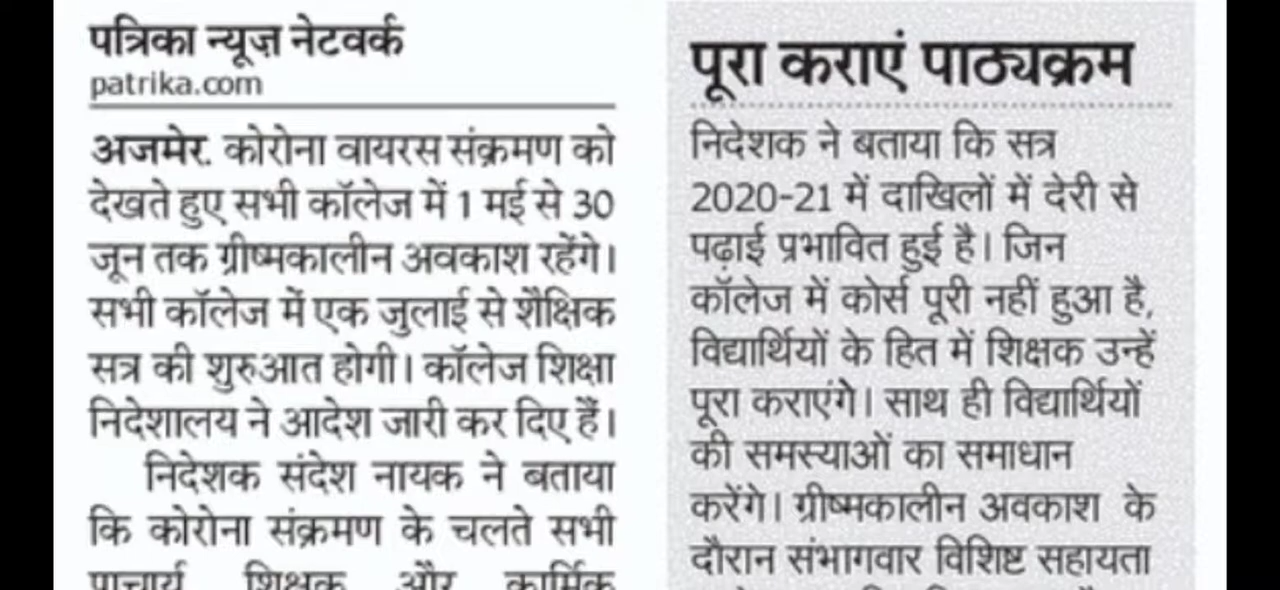 पत्रिका न्यूज़ नेटवर्क
patrika.com
अजमेर. कोरोना वायरस संक्रमण को
देखते हुए सभी कॉलेज में 1 मई से 30
जून तक ग्रीष्मकालीन अवकाश रहेंगे।
सभी कॉलेज में एक जुलाई से शैक्षिक
सत्र की शुरुआत होगी। कॉलेज शिक्षा
निदेशालय ने आदेश जारी कर दिए हैं।
निदेशक संदेश नायक ने बताया
कि कोरोना संक्रमण के चलते सभी
प्राचार्य, शिक्षक और कार्मिक
पूरा कराएं पाठ्यक्रम
निदेशक ने बताया कि सत्र
2020-21 में दाखिलों में देरी से
पढ़ाई प्रभावित हुई है। जिन
कॉलेज में कोर्स पूरी नहीं हुआ है,
विद्यार्थियों के हित में शिक्षक उन्हें
पूरा कराएंगे। साथ ही विद्यार्थियों
की समस्याओं का समाधान
करेंगे। ग्रीष्मकालीन अवकाश के
दौरान संभागवार विशिष्ट सहायता